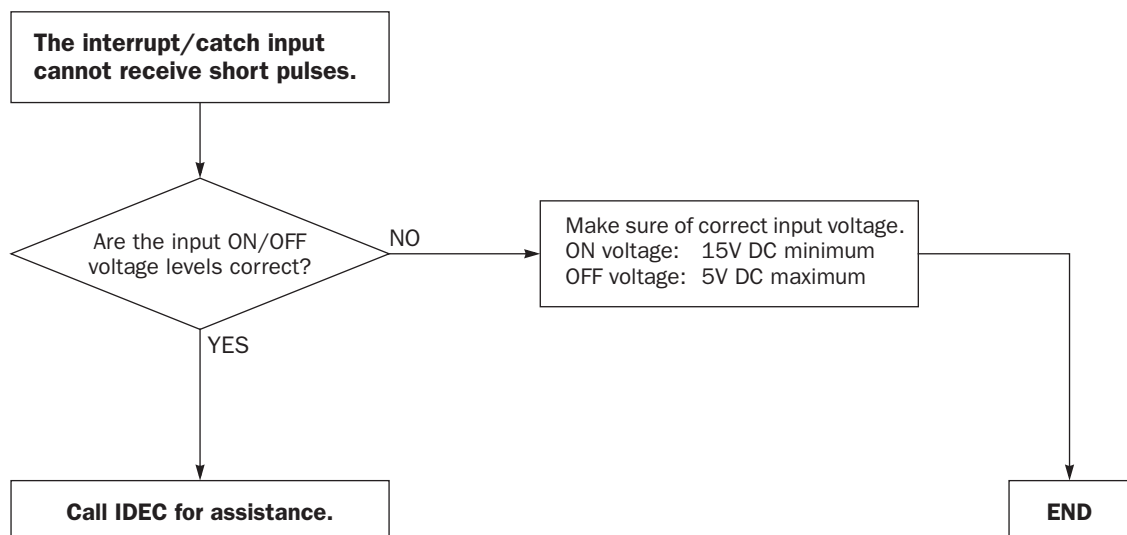 The interrupt/catch input
cannot receive short pulses.
Are the input ON/OFF
voltage levels correct?
NO
Make sure of correct input voltage.
ON voltage: 15V DC minimum
OFF voltage: 5V DC maximum
YES
Call IDEC for assistance.
END